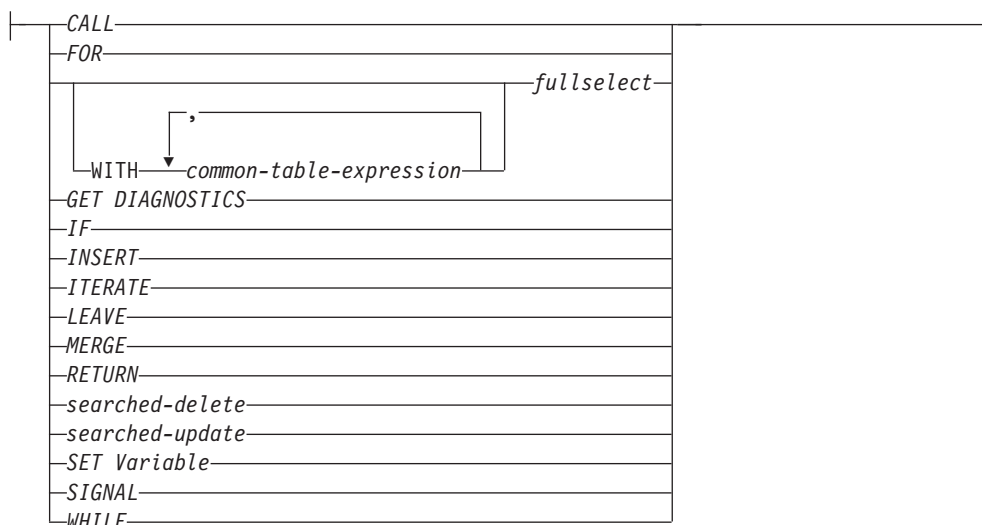 CALL
FOR
fullselect
,
WITH common-table-expression
GET DIAGNOSTICS
IF
INSERT
ITERATE
LEAVE
MERGE
RETURN
searched-delete
searched-update
SET Variable
SIGNAL
WHILE